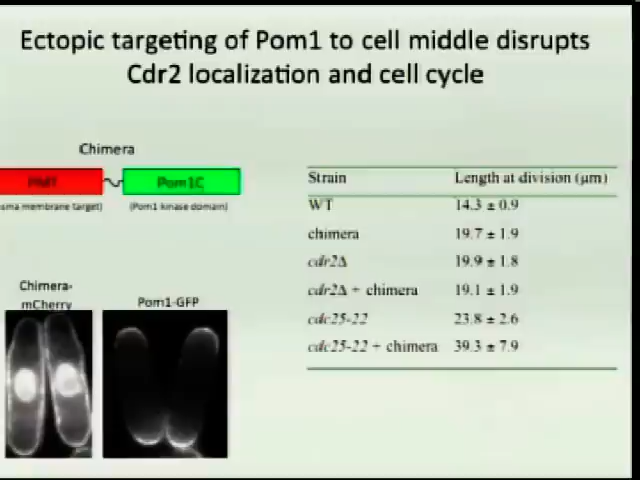 Ectopic targeting of Pom1 to cell middle disrupts
Cdr2 localization and cell cycle
Chimera
Pom1C
sma membrane target)
(Pom1 kinase domain)
Strain Length at division (μm)
WT 14.3 ± 0.9
chimera 19.7 ± 1.9
cdr2Δ 19.9 ± 1.8
cdr2Δ + chimera 19.1 ± 1.9
cdc25-22 23.8 ± 2.6
cdc25-22 + chimera 39.3 ± 7.9
Chimera-
mCherry
Pom1-GFP